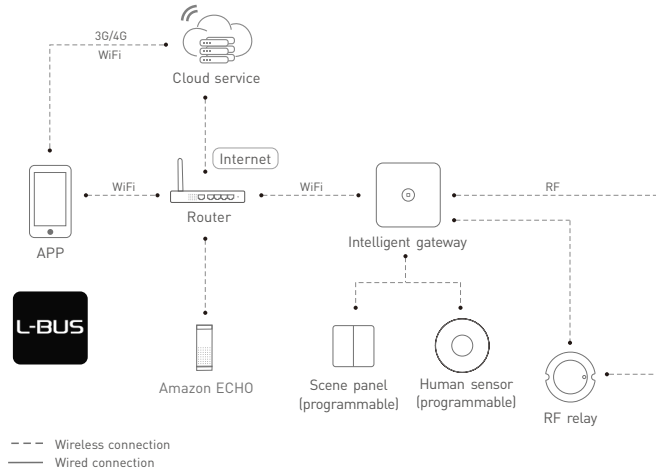 3G/4G
WiFi
Cloud service
Internet
WiFi
WiFi
RF
Router
APP
Intelligent gateway
L-BUS
Amazon ECHO
Scene panel
(programmable)
Human sensor
(programmable)
RF relay
Wireless connection
Wired connection